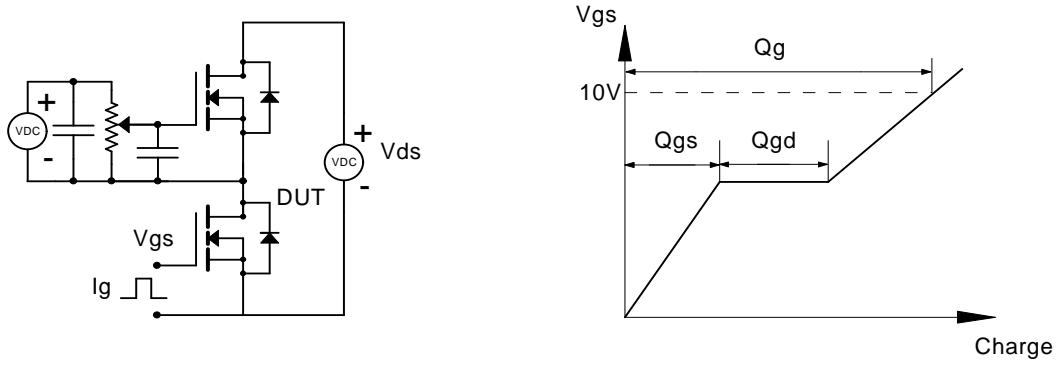 +
VDC
-
+
VDC
-
Vds
DUT
Vgs
Ig
Vgs
Qg
10V
Qgs
Qgd
Charge